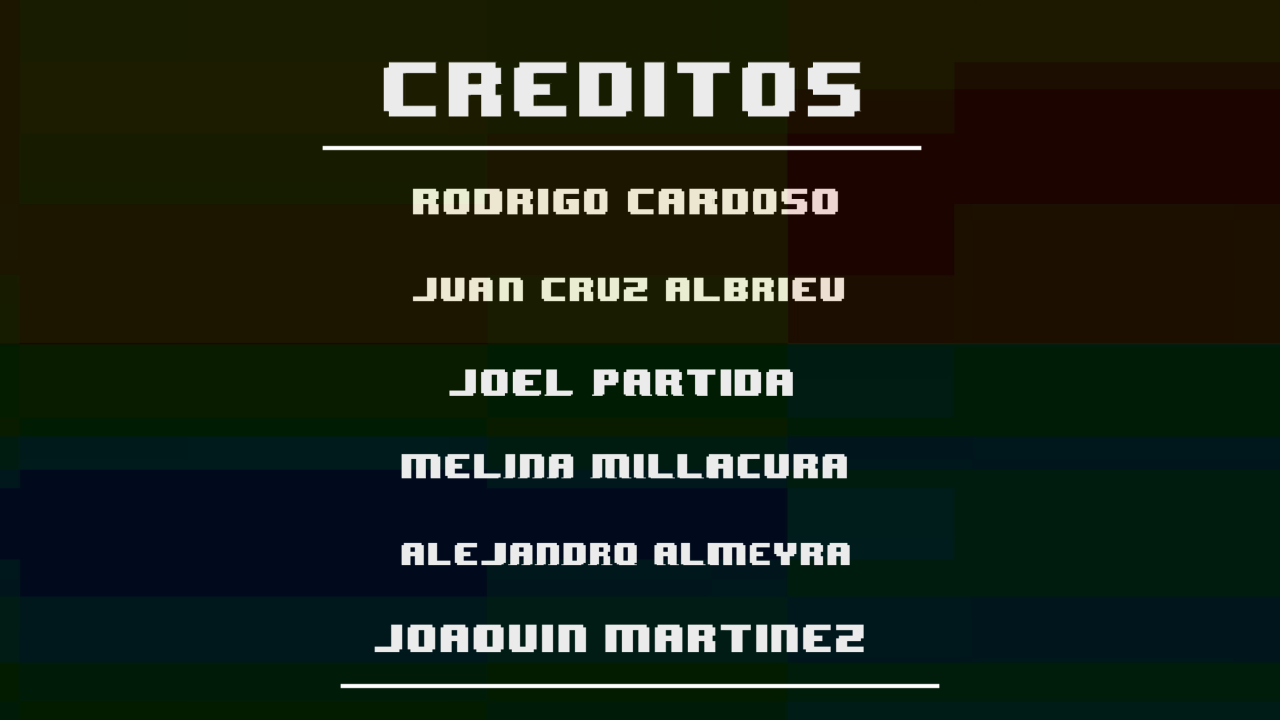 CREDITOS
RODRIGO CARDOSO
JUAN CRUZ ALBRIEU
JOEL PARTIDA
MELINA MILLACURA
ALEJANDRO ALMEYRA
JOAQUIN MARTINEZ